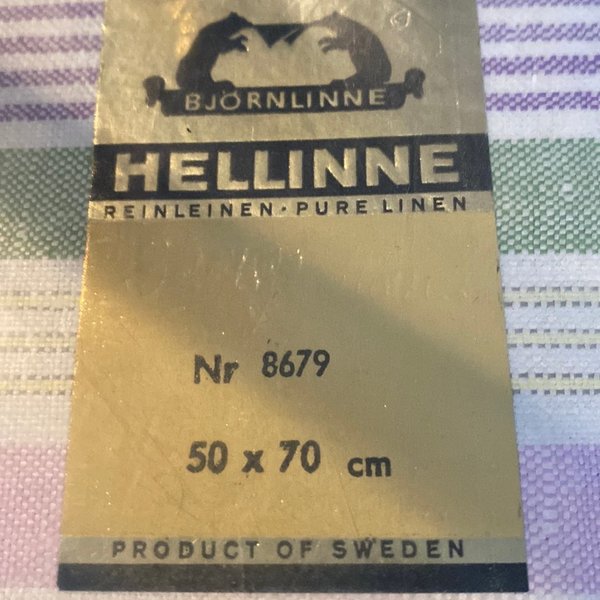 BJÖRNLINNE
HELLINNE
REINLEINEN · PURE LINEN
Nr 8679
50 x 70 cm
PRODUCT OF SWEDEN